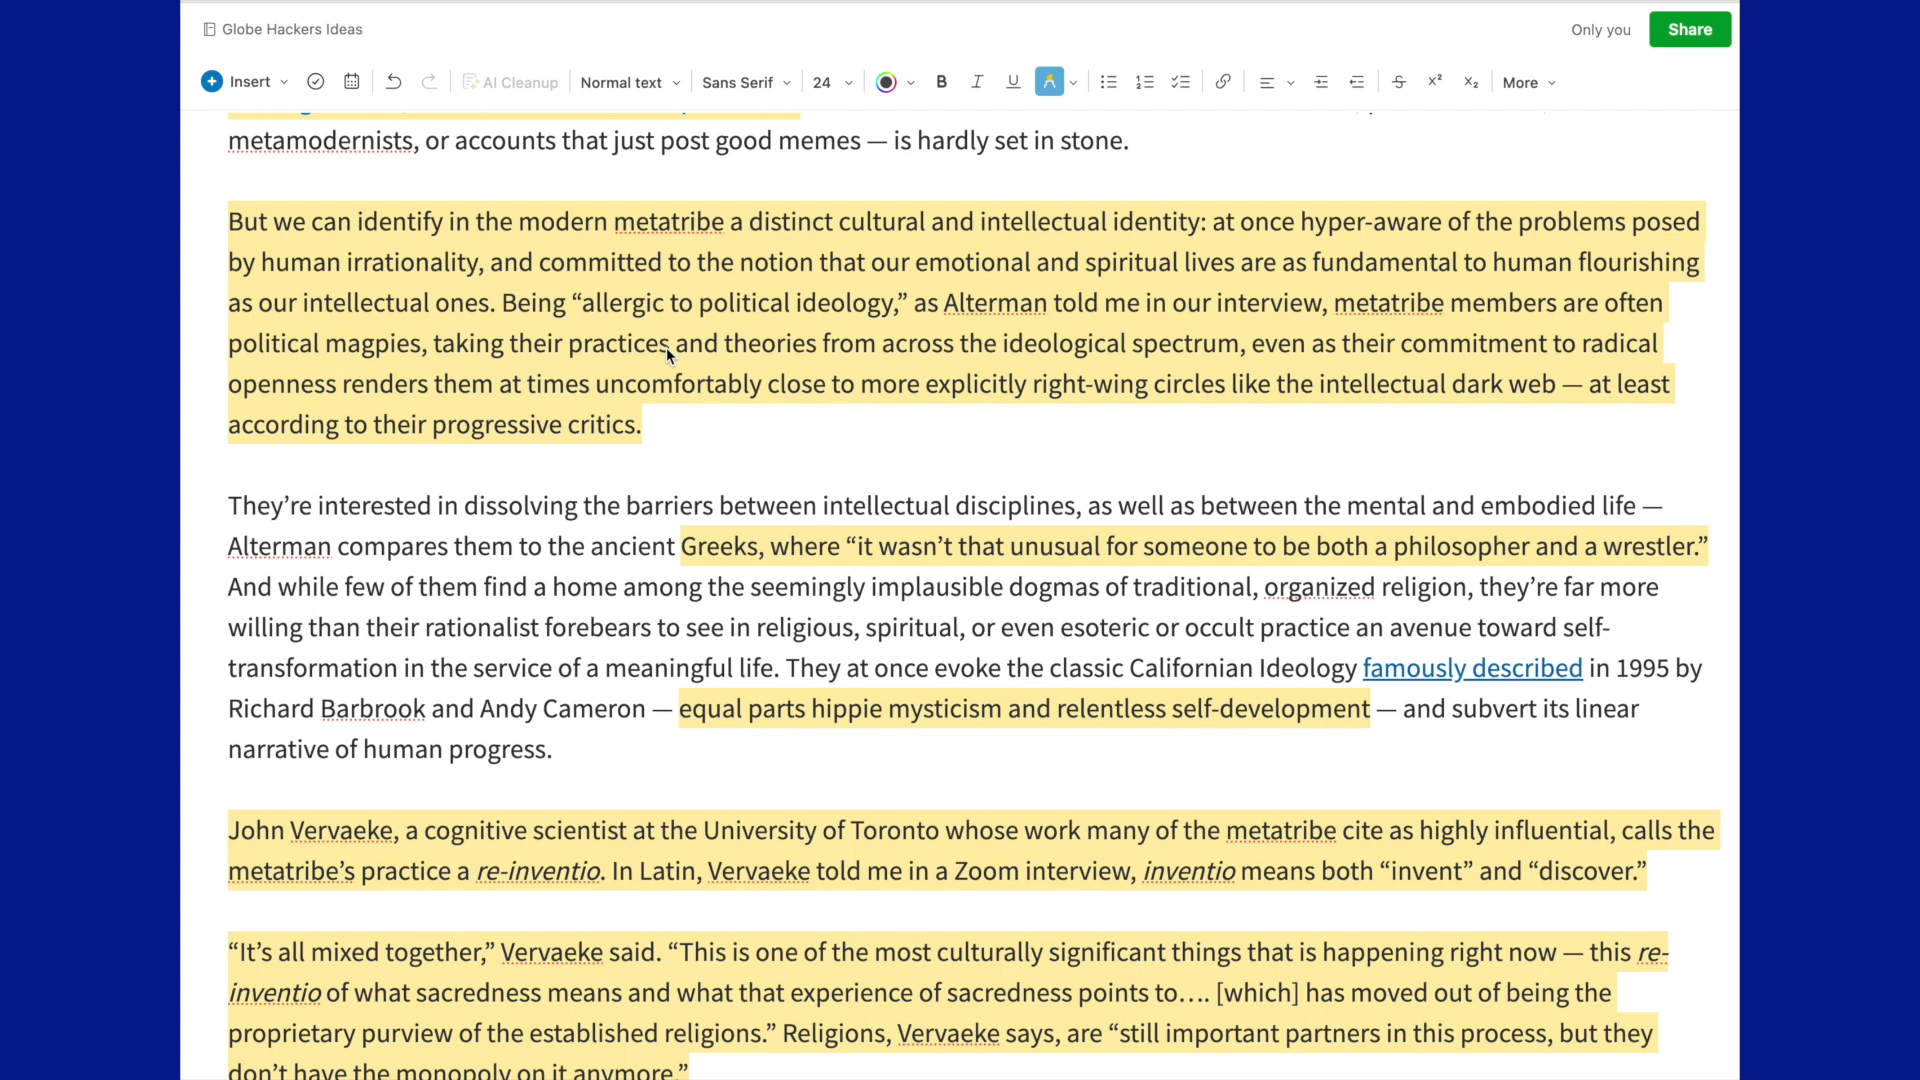 Globe Hackers Ideas
Only you
Share
Insert
AI Cleanup
Normal text
Sans Serif
24
B
I
U
A
S
X²
X₂
More
metamodernists, or accounts that just post good memes — is hardly set in stone.
But we can identify in the modern metatribe a distinct cultural and intellectual identity: at once hyper-aware of the problems posed
by human irrationality, and committed to the notion that our emotional and spiritual lives are as fundamental to human flourishing
as our intellectual ones. Being “allergic to political ideology,” as Alterman told me in our interview, metatribe members are often
political magpies, taking their practices and theories from across the ideological spectrum, even as their commitment to radical
openness renders them at times uncomfortably close to more explicitly right-wing circles like the intellectual dark web — at least
according to their progressive critics.
They’re interested in dissolving the barriers between intellectual disciplines, as well as between the mental and embodied life —
Alterman compares them to the ancient Greeks, where “it wasn’t that unusual for someone to be both a philosopher and a wrestler.”
And while few of them find a home among the seemingly implausible dogmas of traditional, organized religion, they’re far more
willing than their rationalist forebears to see in religious, spiritual, or even esoteric or occult practice an avenue toward self-
transformation in the service of a meaningful life. They at once evoke the classic Californian Ideology famously described in 1995 by
Richard Barbrook and Andy Cameron — equal parts hippie mysticism and relentless self-development — and subvert its linear
narrative of human progress.
John Vervaeke, a cognitive scientist at the University of Toronto whose work many of the metatribe cite as highly influential, calls the
metatribe’s practice a re-inventio. In Latin, Vervaeke told me in a Zoom interview, inventio means both “invent” and “discover.”
“It’s all mixed together,” Vervaeke said. “This is one of the most culturally significant things that is happening right now — this re-
inventio of what sacredness means and what that experience of sacredness points to…. [which] has moved out of being the
proprietary purview of the established religions.” Religions, Vervaeke says, are “still important partners in this process, but they
don’t have the monopoly on it anymore.”